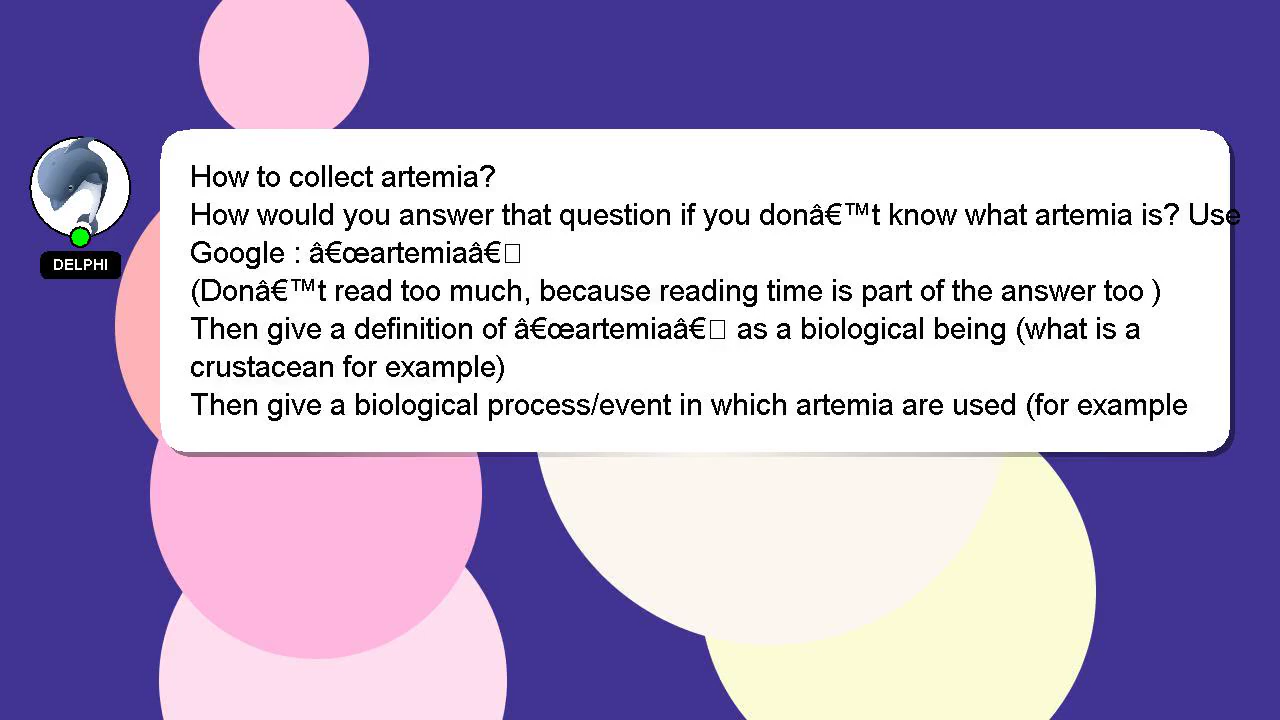 DELPHI
How to collect artemia?
How would you answer that question if you donâ€™t know what artemia is? Use
Google : â€œartemiaâ€□
(Donâ€™t read too much, because reading time is part of the answer too )
Then give a definition of â€œartemiaâ€□ as a biological being (what is a
crustacean for example)
Then give a biological process/event in which artemia are used (for example